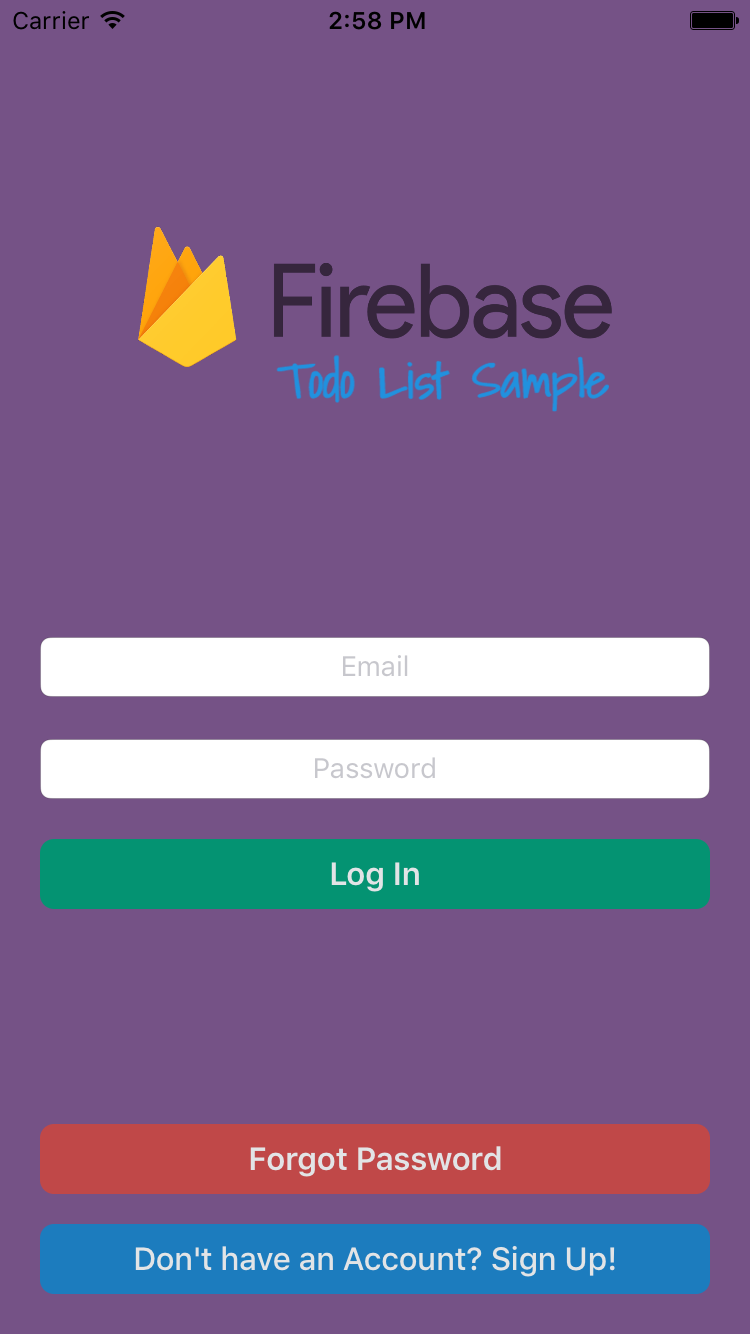 Carrier 2:58 PM
Firebase
Todo List Sample
Email
Password
Log In
Forgot Password
Don't have an Account? Sign Up!